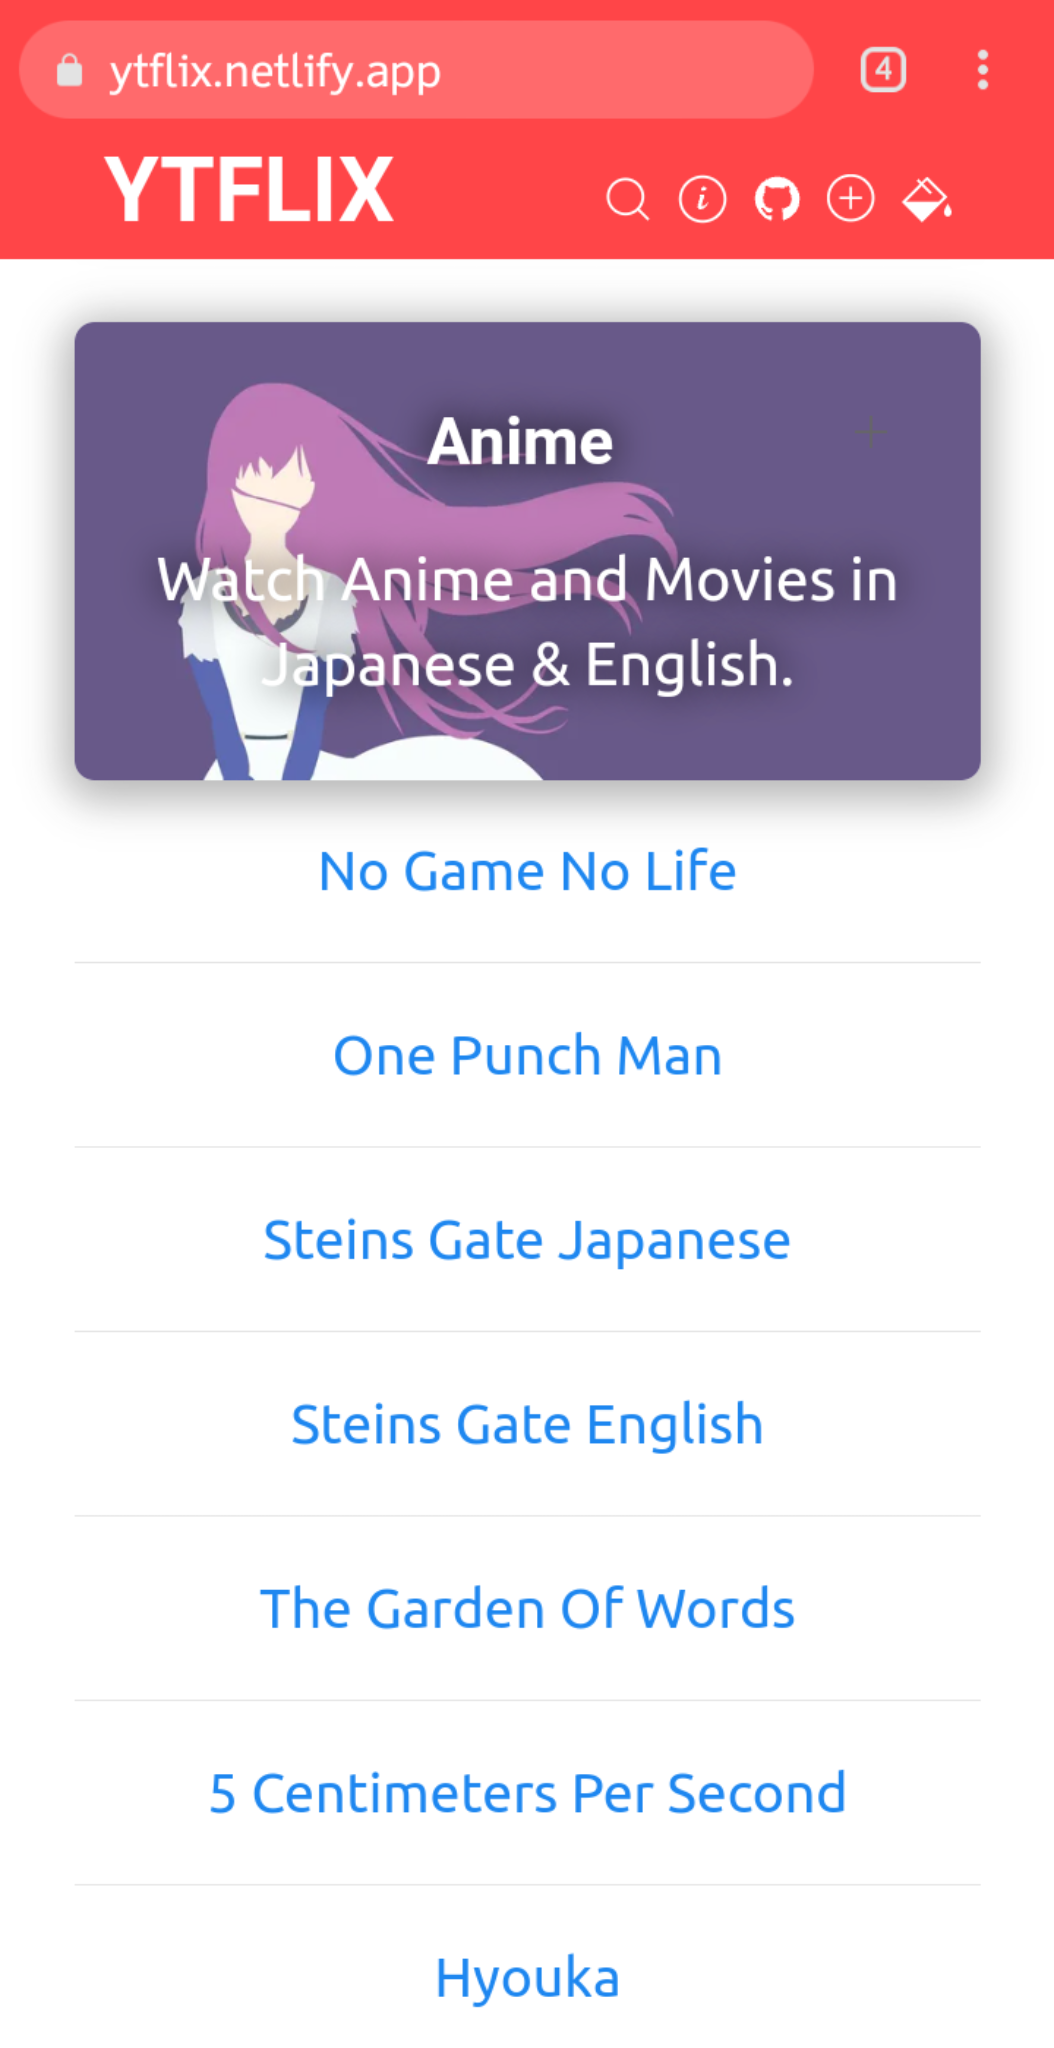 ytflix.netlify.app
4
YTFLIX
Anime
Watch Anime and Movies in
Japanese & English.
No Game No Life
One Punch Man
Steins Gate Japanese
Steins Gate English
The Garden Of Words
5 Centimeters Per Second
Hyouka